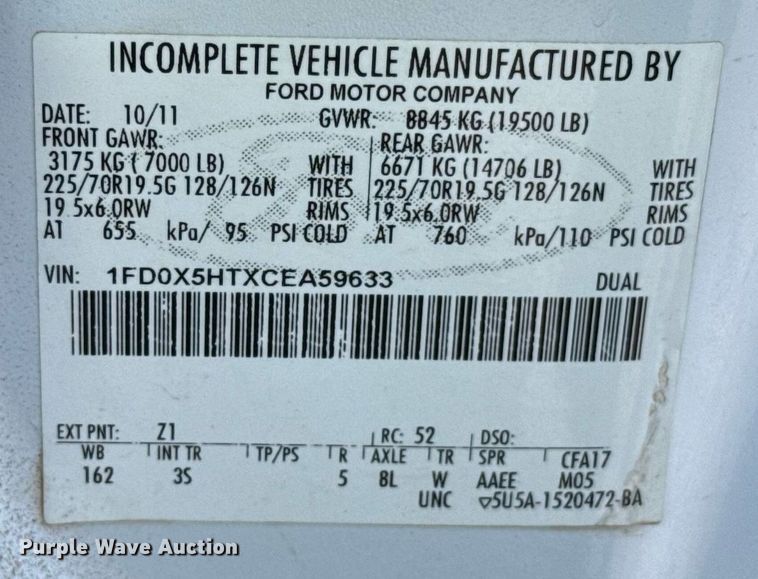 INCOMPLETE VEHICLE MANUFACTURED BY
FORD MOTOR COMPANY
DATE: 10/11 GVWR: 8845 KG (19500 LB)
FRONT GAWR: REAR GAWR:
3175 KG ( 7000 LB) WITH 6671 KG (14706 LB) WITH
225/70R19.5G 128/126N TIRES 225/70R19.5G 128/126N TIRES
19.5x6.0RW RIMS 19.5x6.0RW RIMS
AT 655 kPa/ 95 PSI COLD AT 760 kPa/110 PSI COLD
VIN: 1FD0X5HTXCEA59633 DUAL
EXT PNT: Z1 RC: 52 DSO:
WB INT TR TP/PS R AXLE TR SPR CFA17
162 3S 5 8L W AAEE M05
UNC ▽5U5A-1520472-BA
Purple Wave Auction